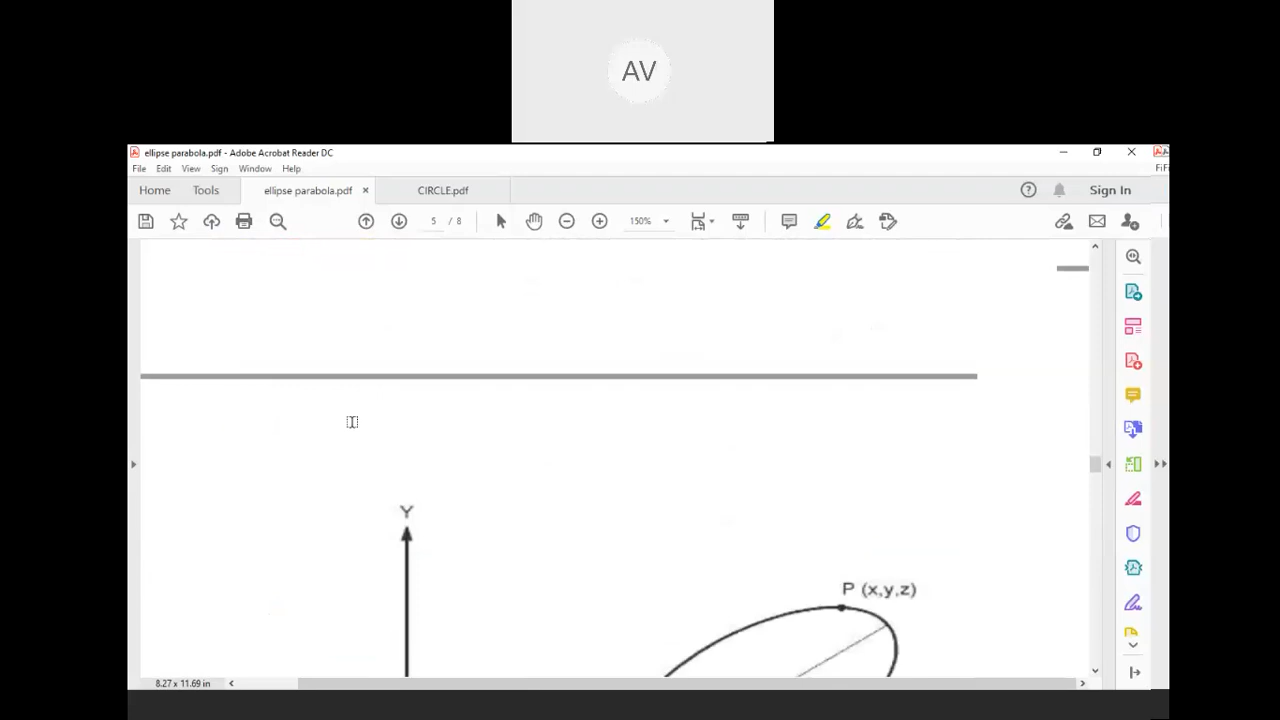 AV
ellipse parabola.pdf - Adobe Acrobat Reader DC
File Edit View Sign Window Help
FiFi
Home Tools ellipse parabola.pdf × CIRCLE.pdf Sign In
5 / 8 150%
Y
P (x,y,z)
8.27 x 11.69 in